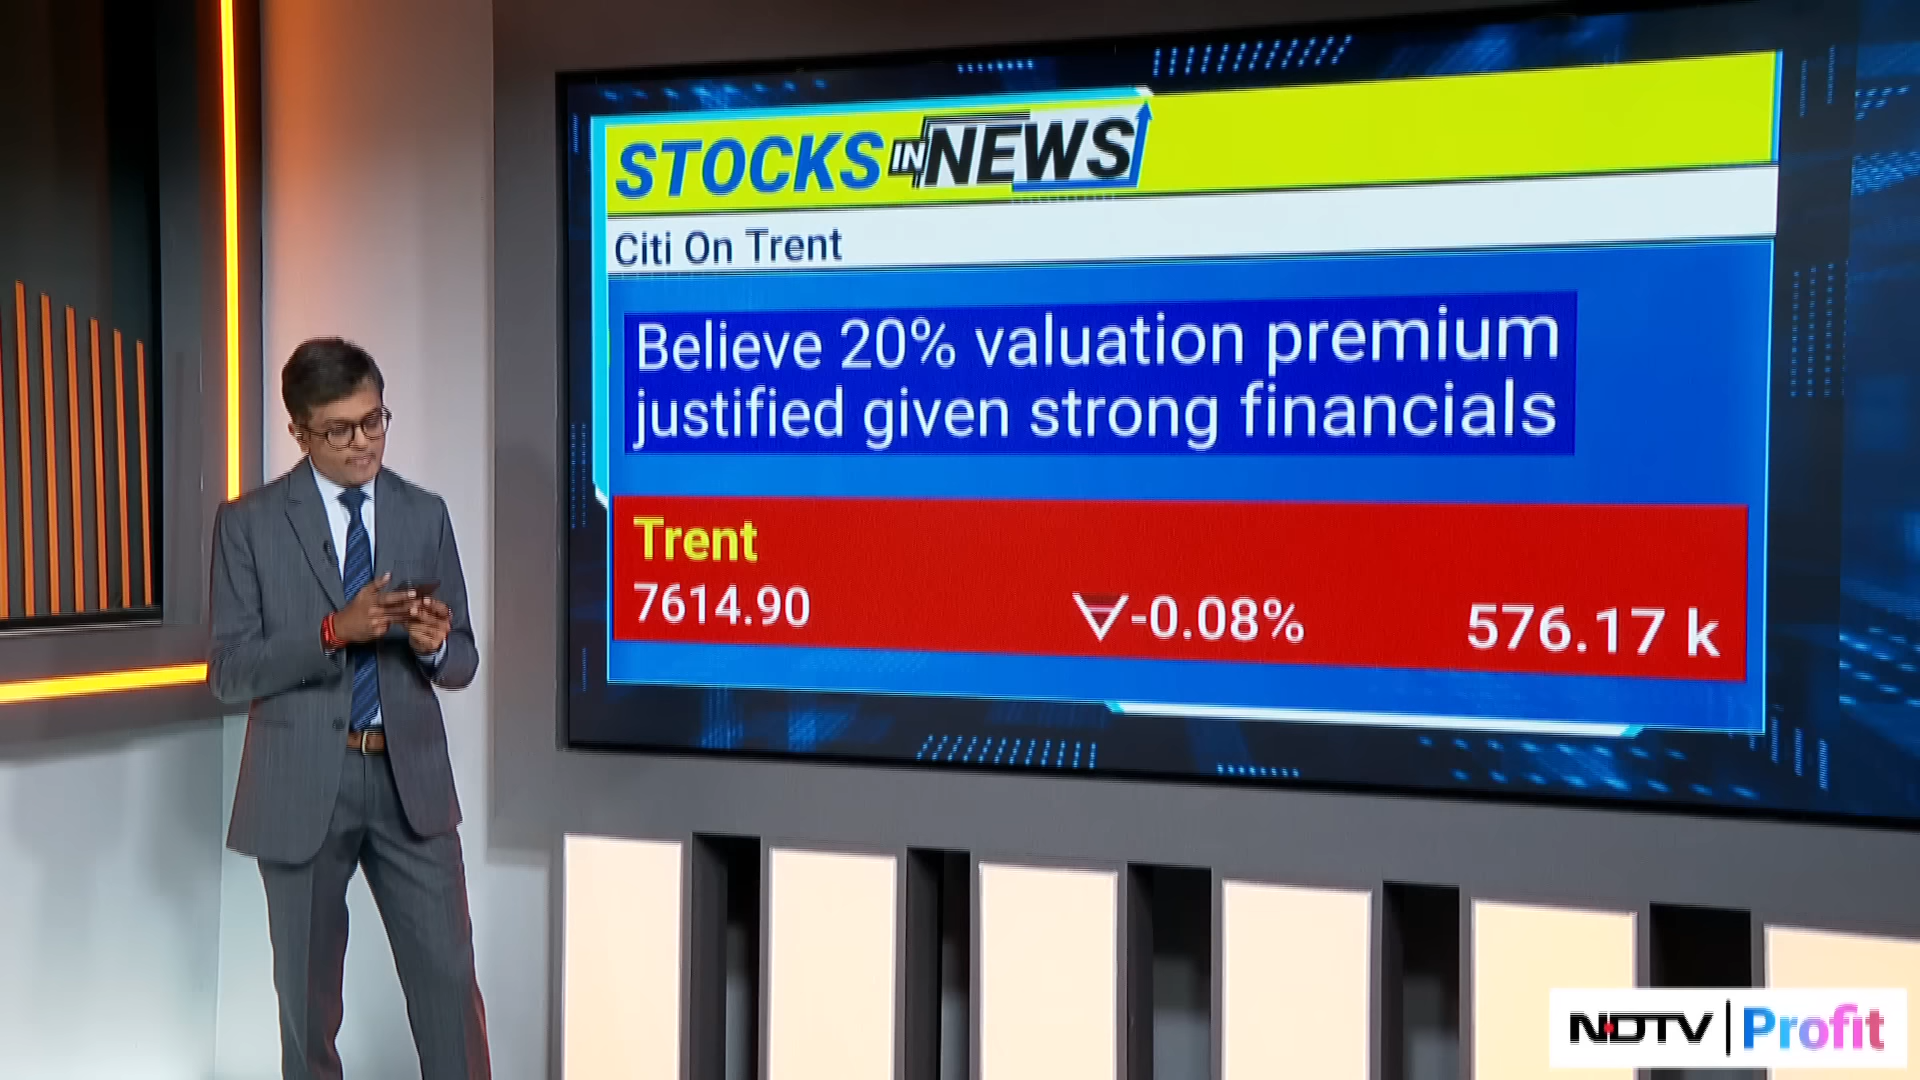 STOCKS IN NEWS
Citi On Trent
Believe 20% valuation premium
justified given strong financials
Trent
7614.90 -0.08% 576.17 k
NDTV Profit